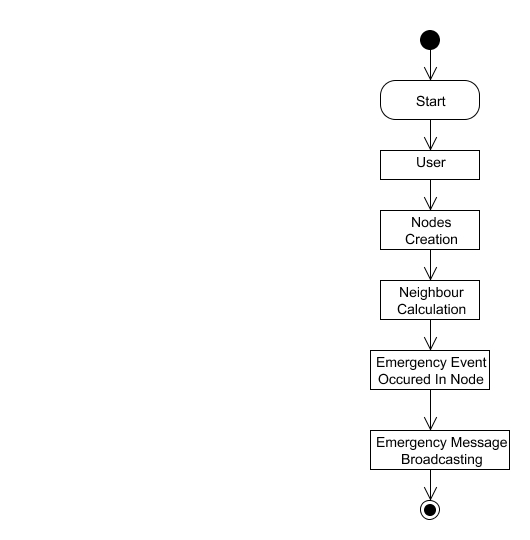 Start
User
Nodes
Creation
Neighbour
Calculation
Emergency Event
Occured In Node
Emergency Message
Broadcasting